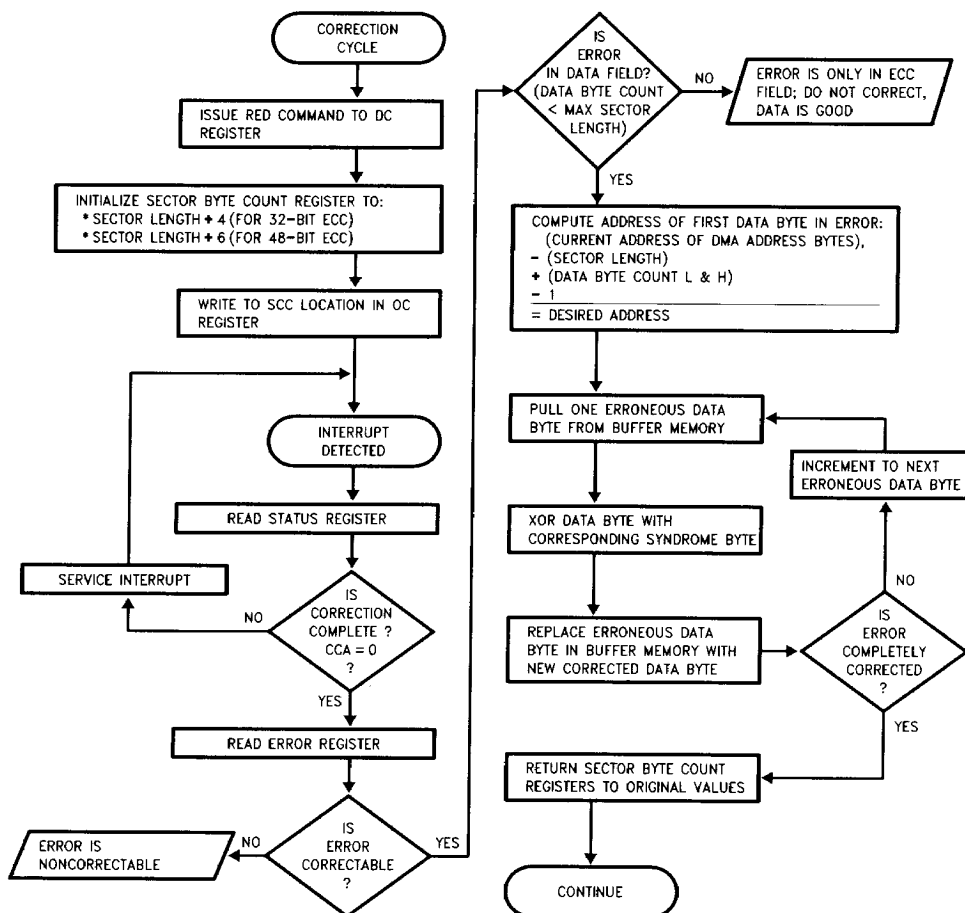 CORRECTION
CYCLE
ISSUE RED COMMAND TO DC
REGISTER
INITIALIZE SECTOR BYTE COUNT REGISTER TO:
* SECTOR LENGTH + 4 (FOR 32-BIT ECC)
* SECTOR LENGTH + 6 (FOR 48-BIT ECC)
WRITE TO SCC LOCATION IN OC
REGISTER
INTERRUPT
DETECTED
READ STATUS REGISTER
SERVICE INTERRUPT
IS
CORRECTION
COMPLETE ?
CCA = 0
?
NO
YES
READ ERROR REGISTER
IS
ERROR
CORRECTABLE
?
NO
YES
ERROR IS
NONCORRECTABLE
IS
ERROR
IN DATA FIELD?
(DATA BYTE COUNT
< MAX SECTOR
LENGTH)
NO
YES
ERROR IS ONLY IN ECC
FIELD; DO NOT CORRECT,
DATA IS GOOD
COMPUTE ADDRESS OF FIRST DATA BYTE IN ERROR:
(CURRENT ADDRESS OF DMA ADDRESS BYTES),
- (SECTOR LENGTH)
+ (DATA BYTE COUNT L & H)
- 1
= DESIRED ADDRESS
PULL ONE ERRONEOUS DATA
BYTE FROM BUFFER MEMORY
INCREMENT TO NEXT
ERRONEOUS DATA BYTE
XOR DATA BYTE WITH
CORRESPONDING SYNDROME BYTE
REPLACE ERRONEOUS DATA
BYTE IN BUFFER MEMORY WITH
NEW CORRECTED DATA BYTE
NO
IS
ERROR
COMPLETELY
CORRECTED
?
YES
RETURN SECTOR BYTE COUNT
REGISTERS TO ORIGINAL VALUES
CONTINUE